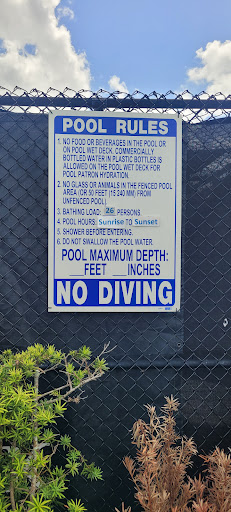 POOL RULES
1. NO FOOD OR BEVERAGES IN THE POOL OR
ON POOL WET DECK. COMMERCIALLY
BOTTLED WATER IN PLASTIC BOTTLES IS
ALLOWED ON THE POOL WET DECK FOR
POOL PATRON HYDRATION.
2. NO GLASS OR ANIMALS IN THE FENCED POOL
AREA (OR 50 FEET (15 240 MM) FROM
UNFENCED POOL)
3. BATHING LOAD: 26 PERSONS
4. POOL HOURS: Sunrise TO Sunset
5. SHOWER BEFORE ENTERING.
6. DO NOT SWALLOW THE POOL WATER.
POOL MAXIMUM DEPTH:
__FEET __INCHES
NO DIVING